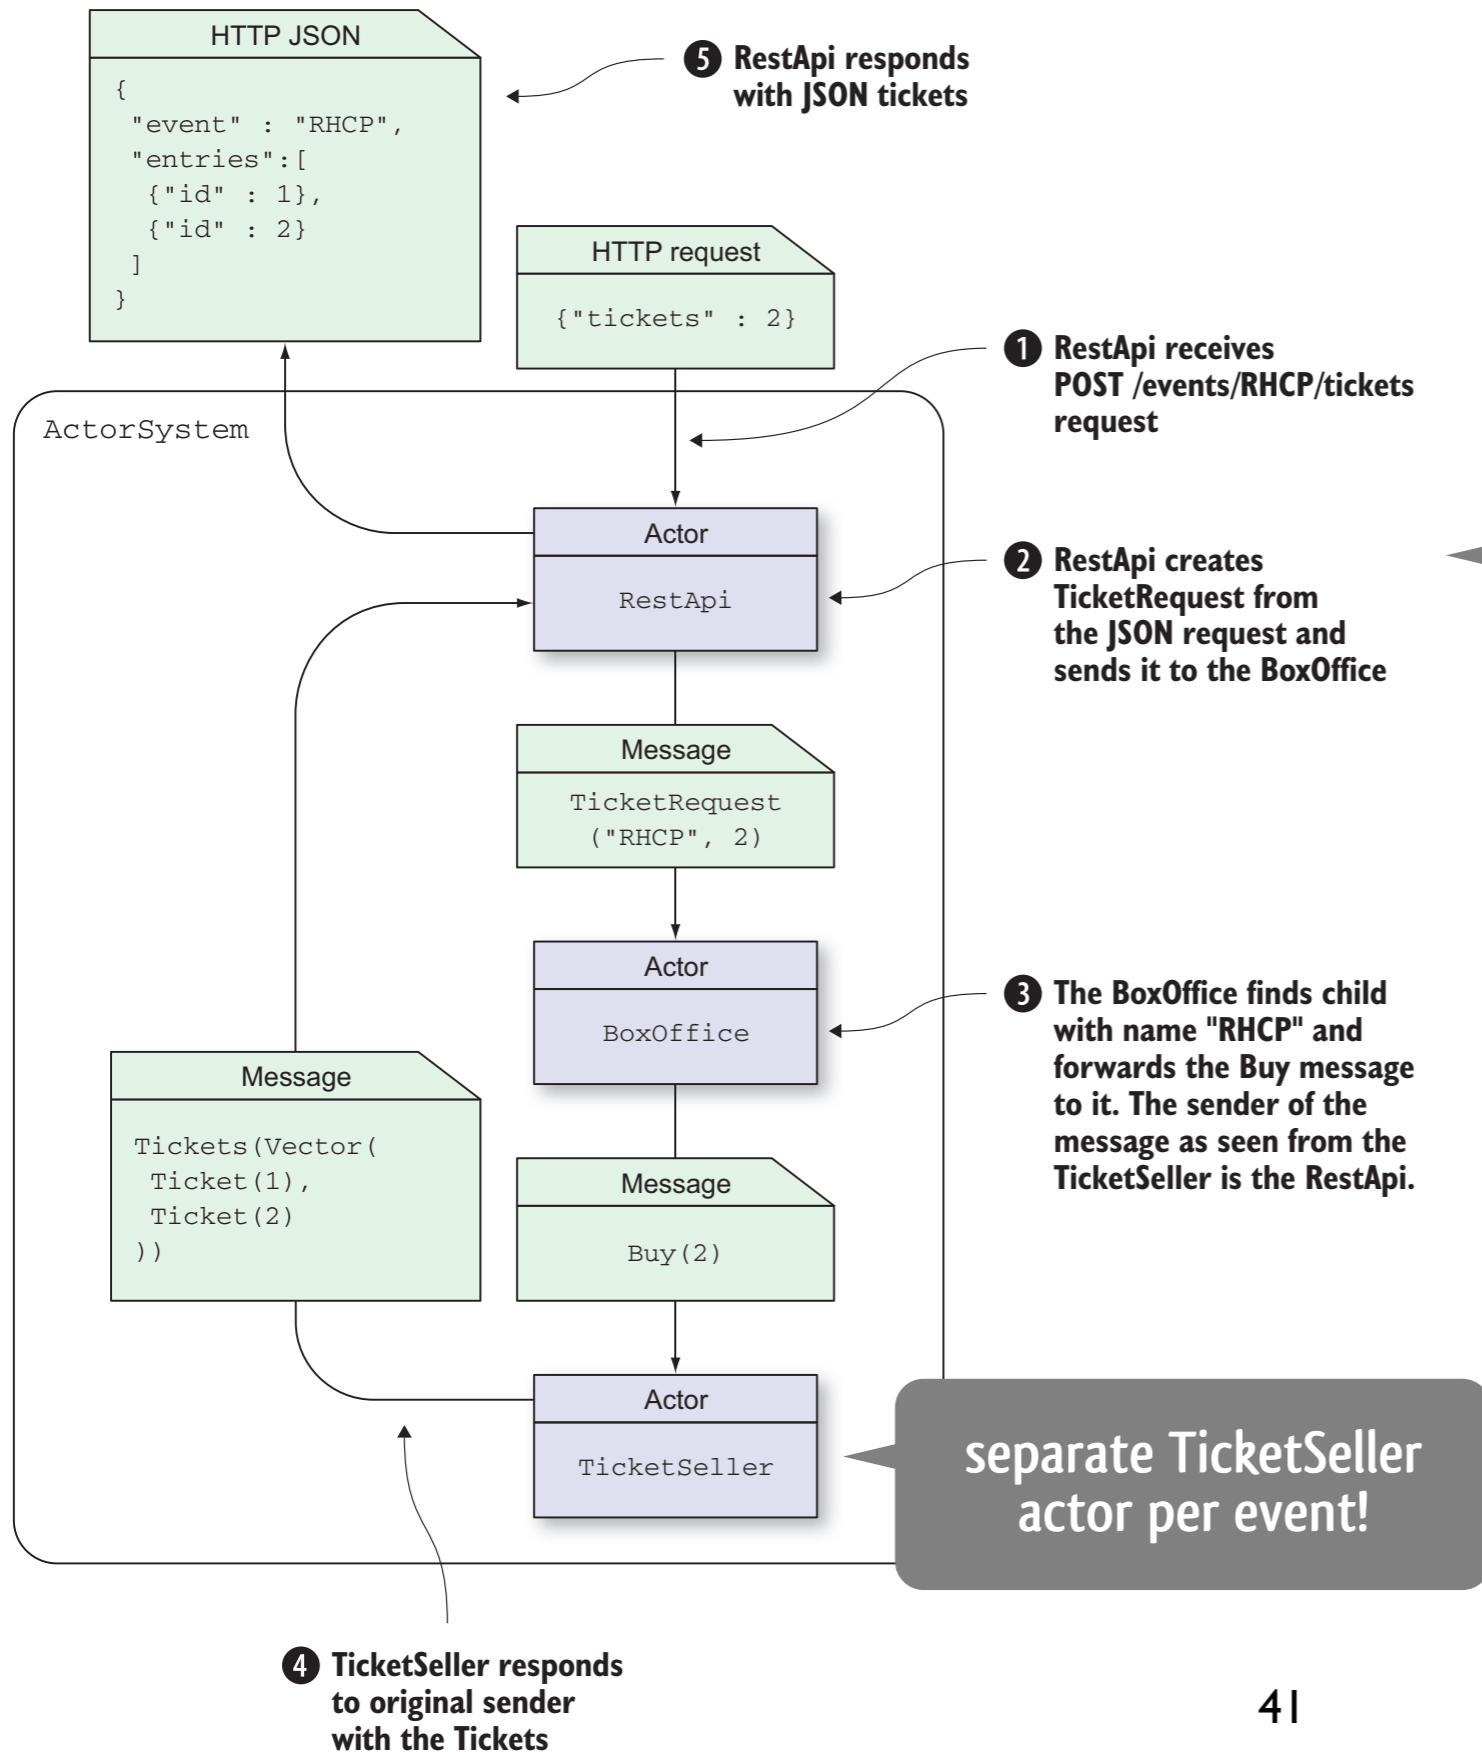 HTTP JSON
{
"event" : "RHCP",
"entries":[
{"id" : 1},
{"id" : 2}
]
}
❺ RestApi responds
with JSON tickets
HTTP request
{"tickets" : 2}
❶ RestApi receives
POST /events/RHCP/tickets
request
ActorSystem
Actor
RestApi
❷ RestApi creates
TicketRequest from
the JSON request and
sends it to the BoxOffice
Message
TicketRequest
("RHCP", 2)
Actor
BoxOffice
❸ The BoxOffice finds child
with name "RHCP" and
forwards the Buy message
to it. The sender of the
message as seen from the
TicketSeller is the RestApi.
Message
Tickets(Vector(
Ticket(1),
Ticket(2)
))
Message
Buy(2)
Actor
TicketSeller
separate TicketSeller
actor per event!
❹ TicketSeller responds
to original sender
with the Tickets
41